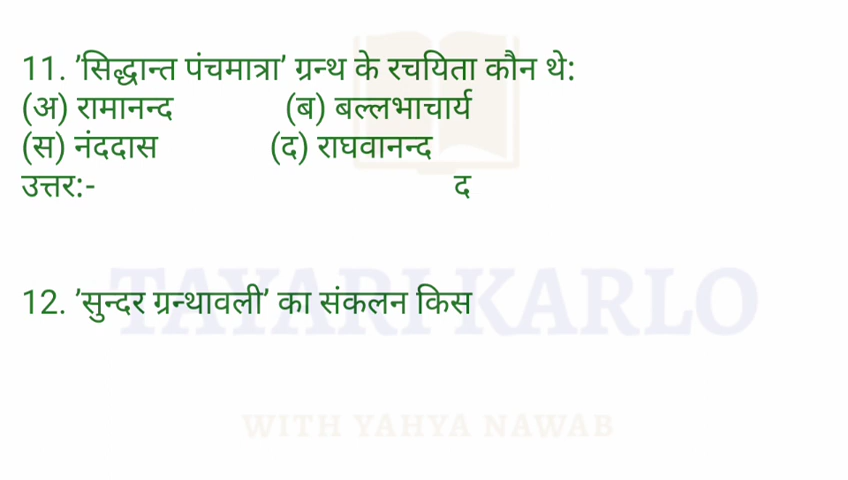 11. 'सिद्धान्त पंचमात्रा' ग्रन्थ के रचयिता कौन थे:
(अ) रामानन्द (ब) बल्लभाचार्य
(स) नंददास (द) राघवानन्द
उत्तर:- द
12. 'सुन्दर ग्रन्थावली' का संकलन किस
TAYARI KARLO
WITH YAHYA NAWAB